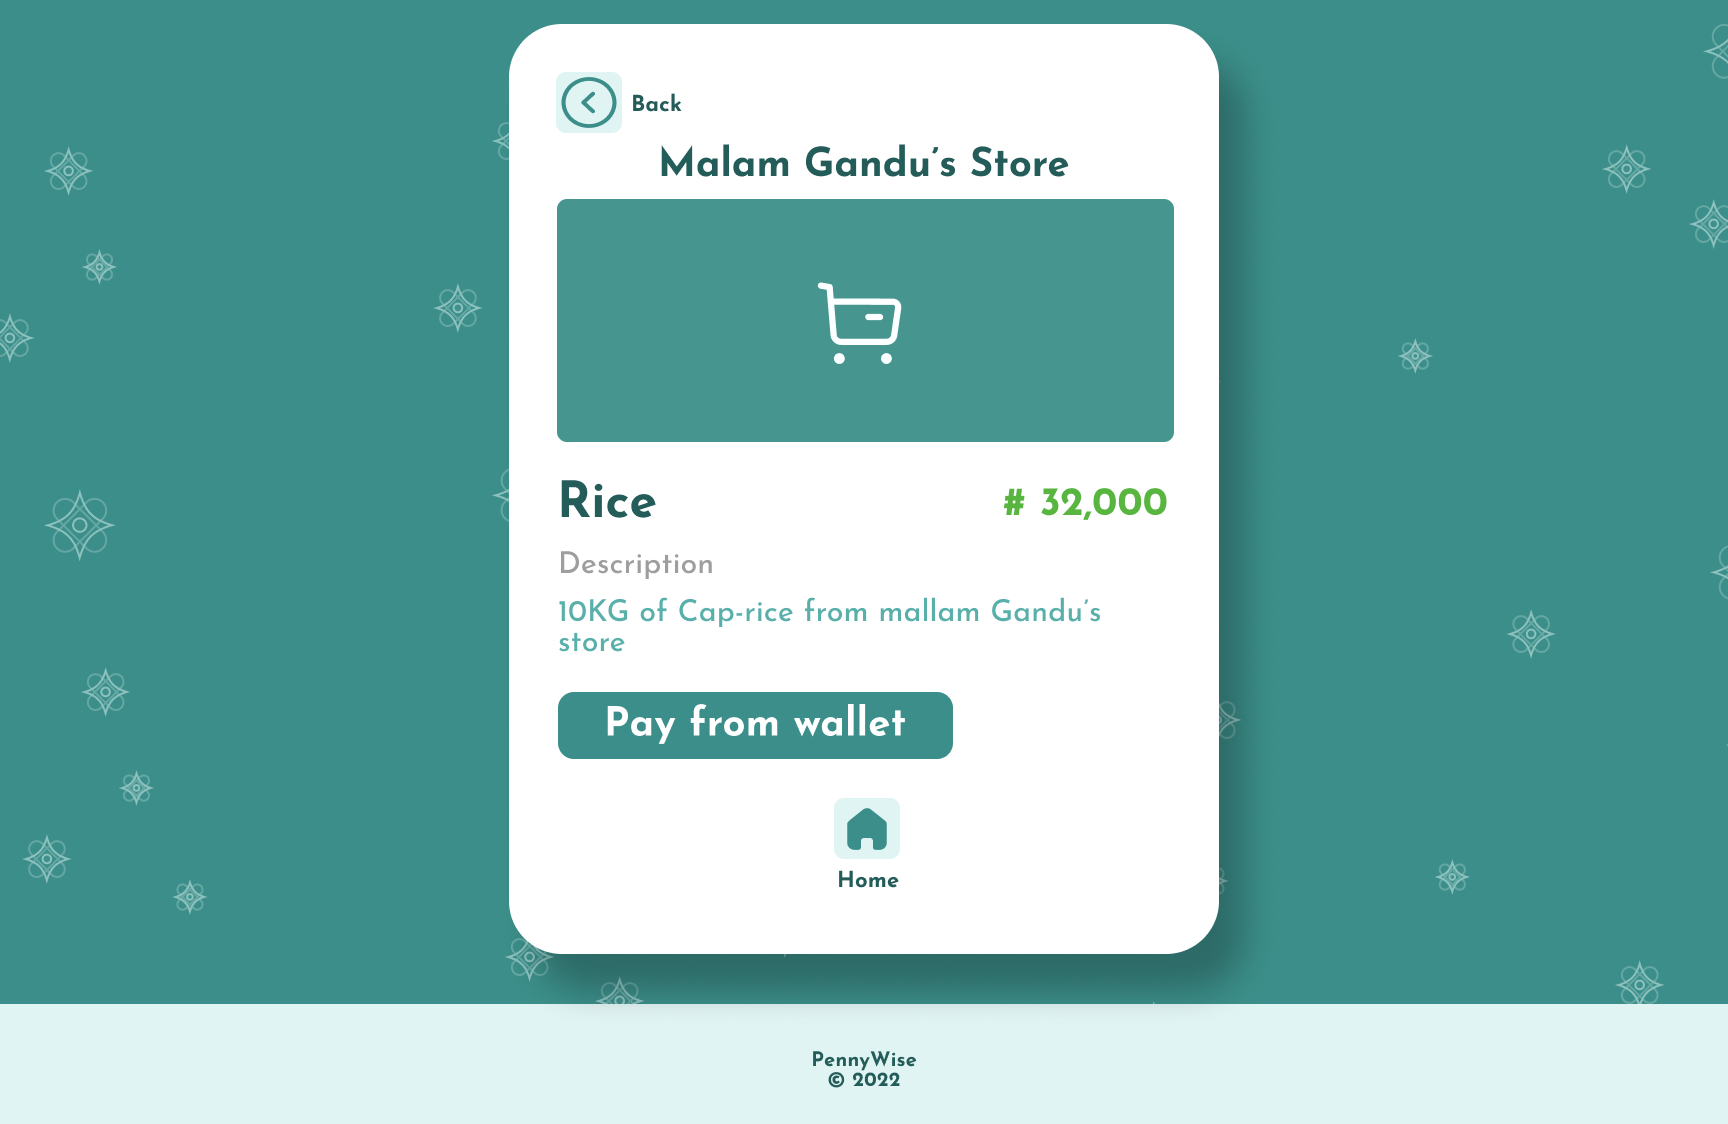 Back
Malam Gandu’s Store
Rice
# 32,000
Description
10KG of Cap-rice from mallam Gandu’s
store
Pay from wallet
Home
PennyWise
© 2022